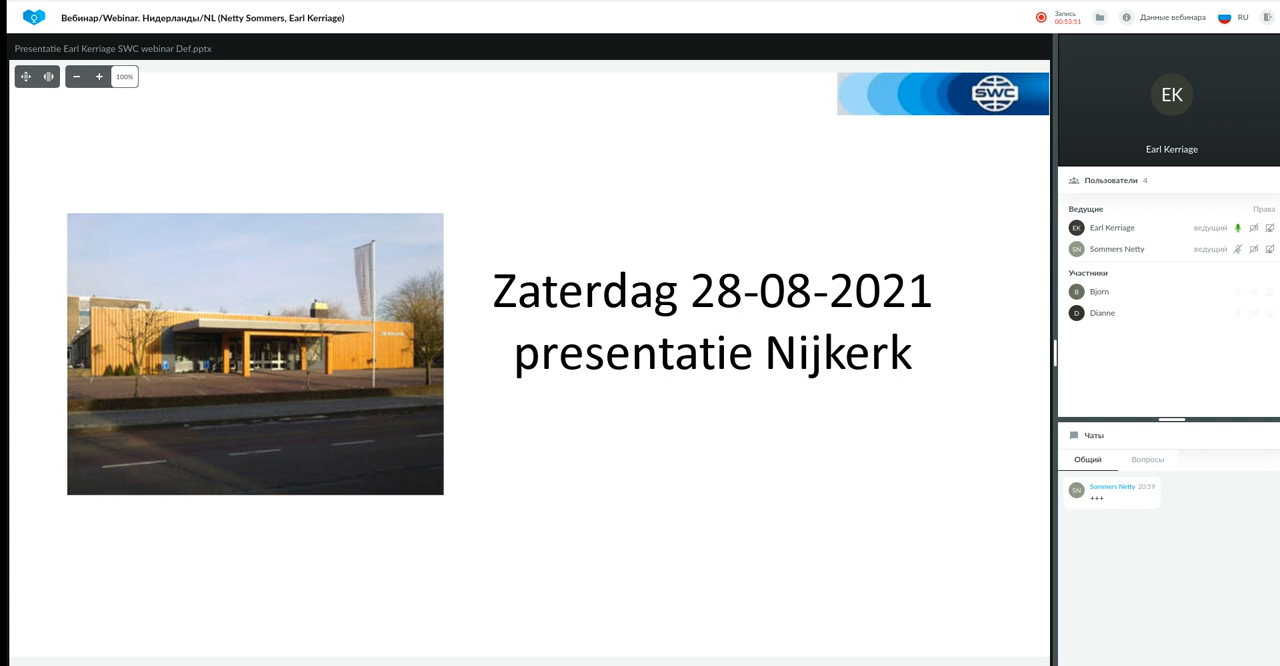 Вебинар/Webinar. Нидерланды/NL (Netty Sommers, Earl Kerriage)
Запись
00:53:51
Данные вебинара
RU
Presentatie Earl Kerriage SWC webinar Def.pptx
100%
SWC
Zaterdag 28-08-2021
presentatie Nijkerk
EK
Earl Kerriage
Пользователи 4
Ведущие Права
EK Earl Kerriage ведущий
SN Sommers Netty ведущий
Участники
B Bjorn
D Dianne
Чаты
Общий Вопросы
SN Sommers Netty 20:59
+++